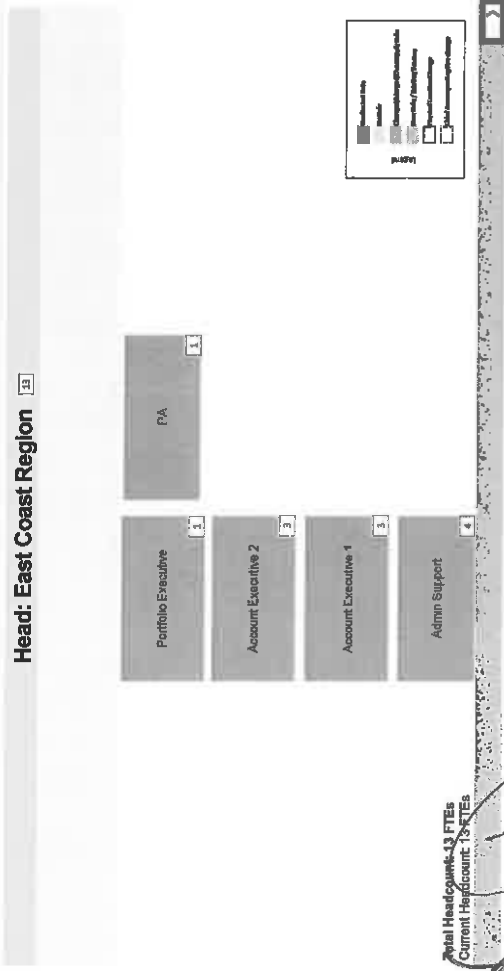 Head: East Coast Region 13
PA
1
Portfolio Executive
1
Account Executive 2
3
Account Executive 1
3
Admin Support
4
Total Headcount: 13 FTEs
Current Headcount: 13 FTEs
Legend